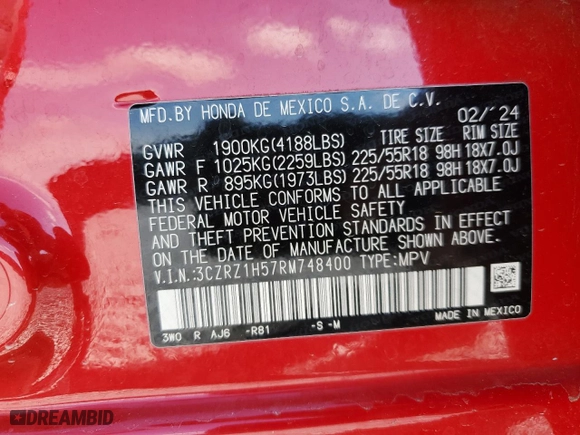 MFD.BY HONDA DE MEXICO S.A. DE C.V. 02/'24
GVWR 1900KG(4188LBS) TIRE SIZE RIM SIZE
GAWR F 1025KG(2259LBS) 225/55R18 98H 18X7.0J
GAWR R 895KG(1973LBS) 225/55R18 98H 18X7.0J
THIS VEHICLE CONFORMS TO ALL APPLICABLE
FEDERAL MOTOR VEHICLE SAFETY
AND THEFT PREVENTION STANDARDS IN EFFECT
ON THE DATE OF MANUFACTURE SHOWN ABOVE.
V.I.N.:3CZRZ1H57RM748400 TYPE:MPV
3W0 R AJ6 -R81 -S -M
MADE IN MEXICO
DREAMBID